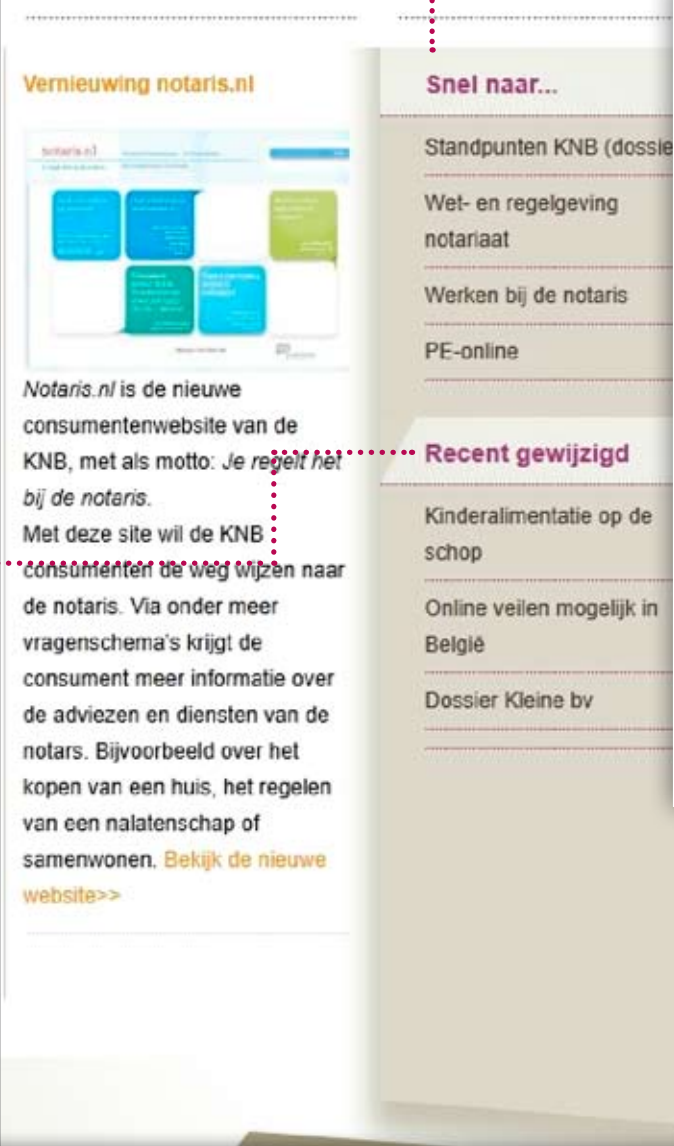 Vernieuwing notaris.nl
notaris.nl
Notaris.nl is de nieuwe
consumentenwebsite van de
KNB, met als motto: Je regelt het
bij de notaris.
Met deze site wil de KNB
consumenten de weg wijzen naar
de notaris. Via onder meer
vragenschema's krijgt de
consument meer informatie over
de adviezen en diensten van de
notars. Bijvoorbeeld over het
kopen van een huis, het regelen
van een nalatenschap of
samenwonen. Bekijk de nieuwe
website>>
Snel naar...
Standpunten KNB (dossie
Wet- en regelgeving
notariaat
Werken bij de notaris
PE-online
Recent gewijzigd
Kinderalimentatie op de
schop
Online veilen mogelijk in
België
Dossier Kleine bv